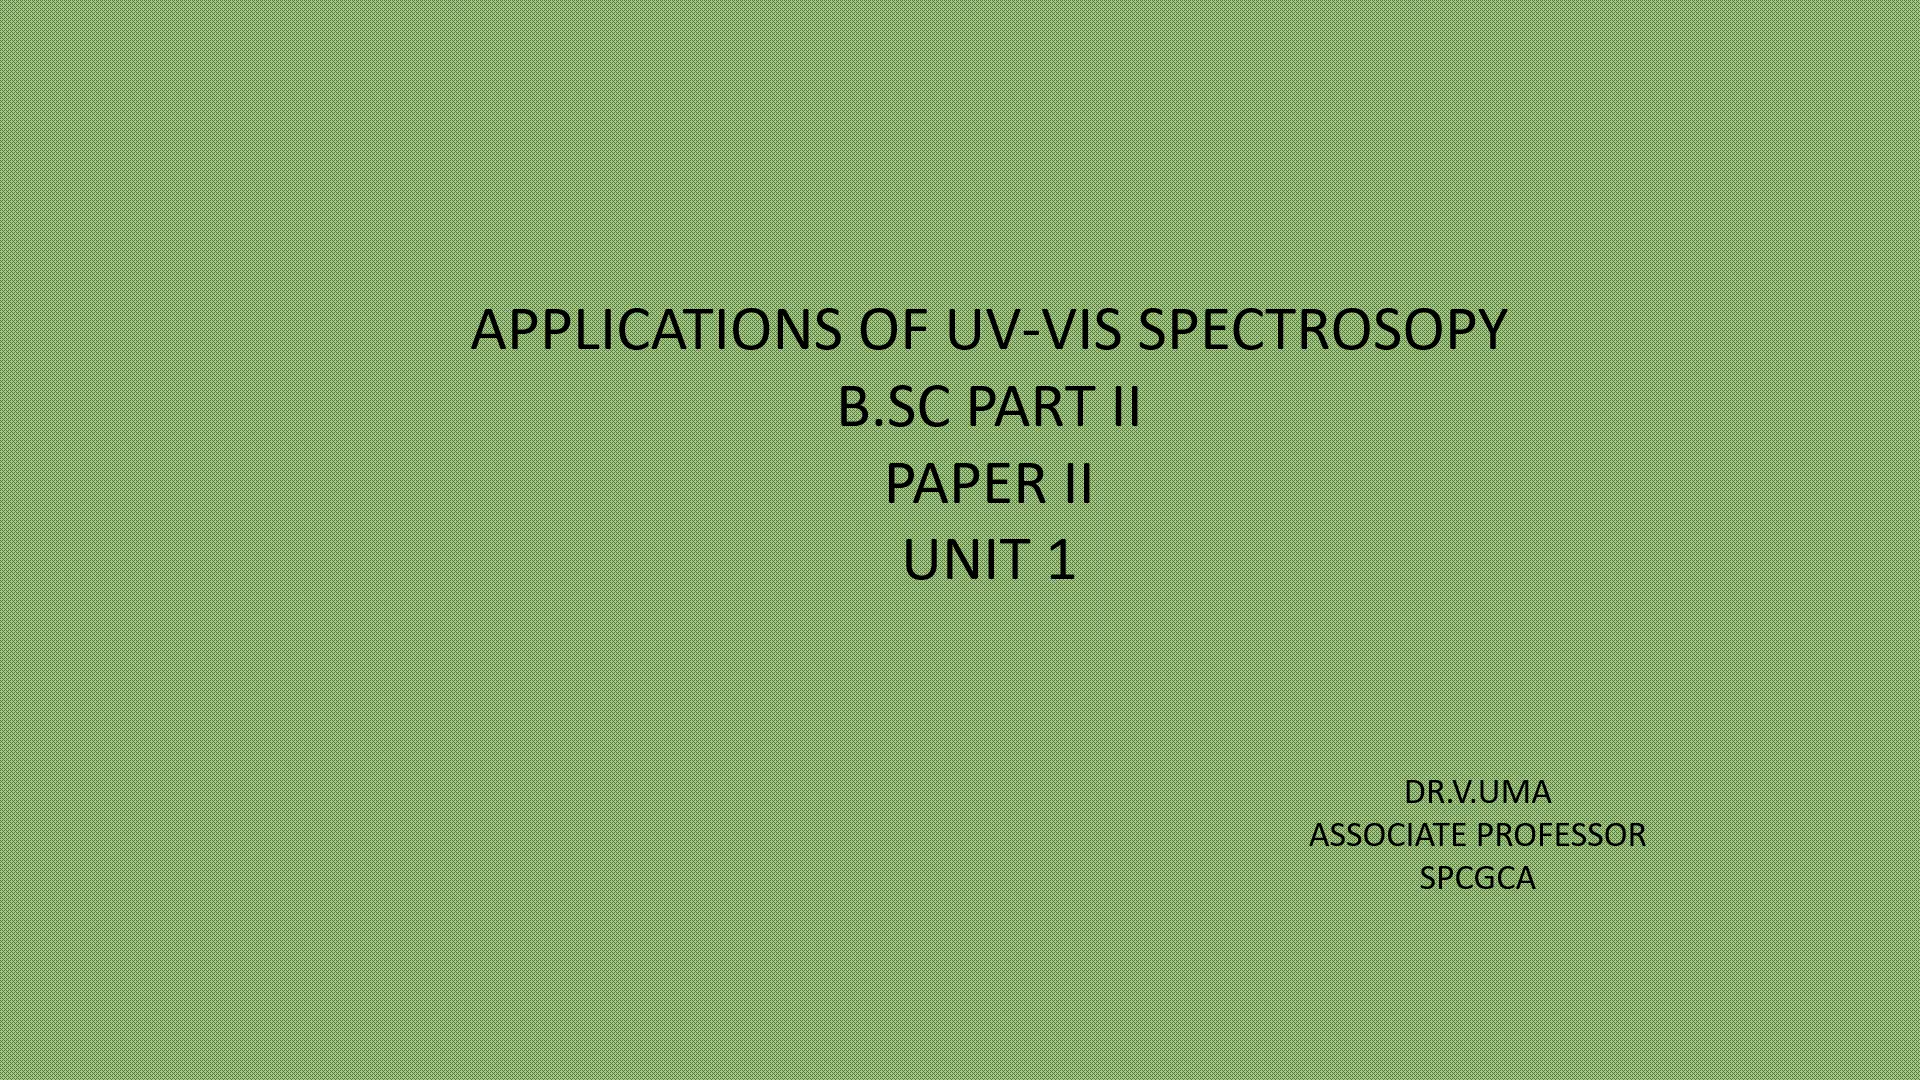 APPLICATIONS OF UV-VIS SPECTROSOPY
B.SC PART II
PAPER II
UNIT 1
DR.V.UMA
ASSOCIATE PROFESSOR
SPCGCA